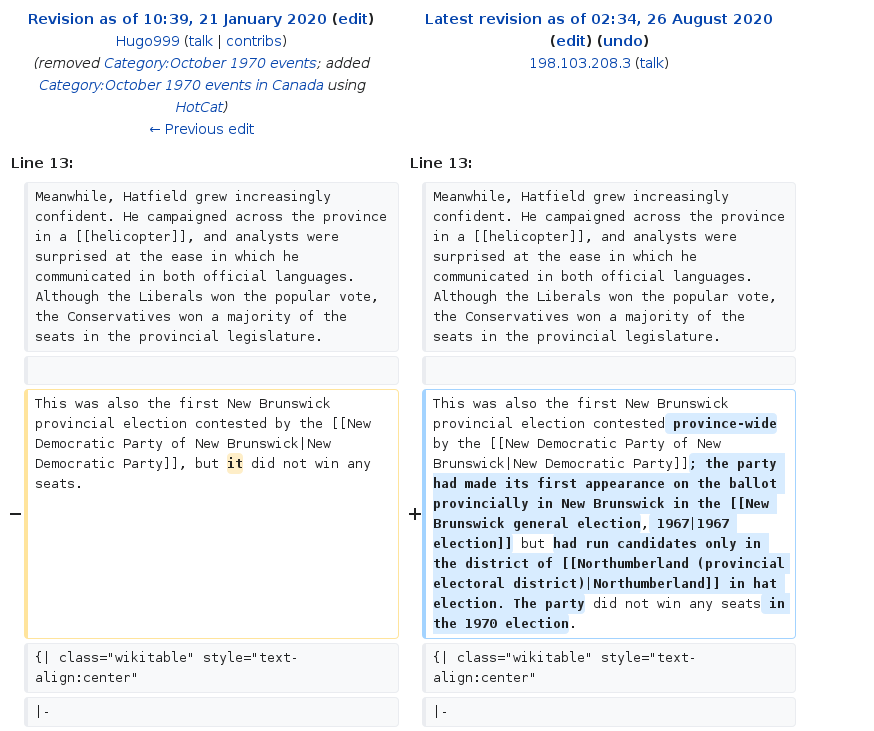 Revision as of 10:39, 21 January 2020 (edit)
Hugo999 (talk | contribs)
(removed Category:October 1970 events; added
Category:October 1970 events in Canada using
HotCat)
← Previous edit
Latest revision as of 02:34, 26 August 2020
(edit) (undo)
198.103.208.3 (talk)
Line 13:
Line 13:
Meanwhile, Hatfield grew increasingly
confident. He campaigned across the province
in a [[helicopter]], and analysts were
surprised at the ease in which he
communicated in both official languages.
Although the Liberals won the popular vote,
the Conservatives won a majority of the
seats in the provincial legislature.
Meanwhile, Hatfield grew increasingly
confident. He campaigned across the province
in a [[helicopter]], and analysts were
surprised at the ease in which he
communicated in both official languages.
Although the Liberals won the popular vote,
the Conservatives won a majority of the
seats in the provincial legislature.
−
This was also the first New Brunswick
provincial election contested by the [[New
Democratic Party of New Brunswick|New
Democratic Party]], but it did not win any
seats.
+
This was also the first New Brunswick
provincial election contested province-wide
by the [[New Democratic Party of New
Brunswick|New Democratic Party]]; the party
had made its first appearance on the ballot
provincially in New Brunswick in the [[New
Brunswick general election, 1967|1967
election]] but had run candidates only in
the district of [[Northumberland (provincial
electoral district)|Northumberland]] in hat
election. The party did not win any seats in
the 1970 election.
{| class="wikitable" style="text-
align:center"
{| class="wikitable" style="text-
align:center"
|-
|-